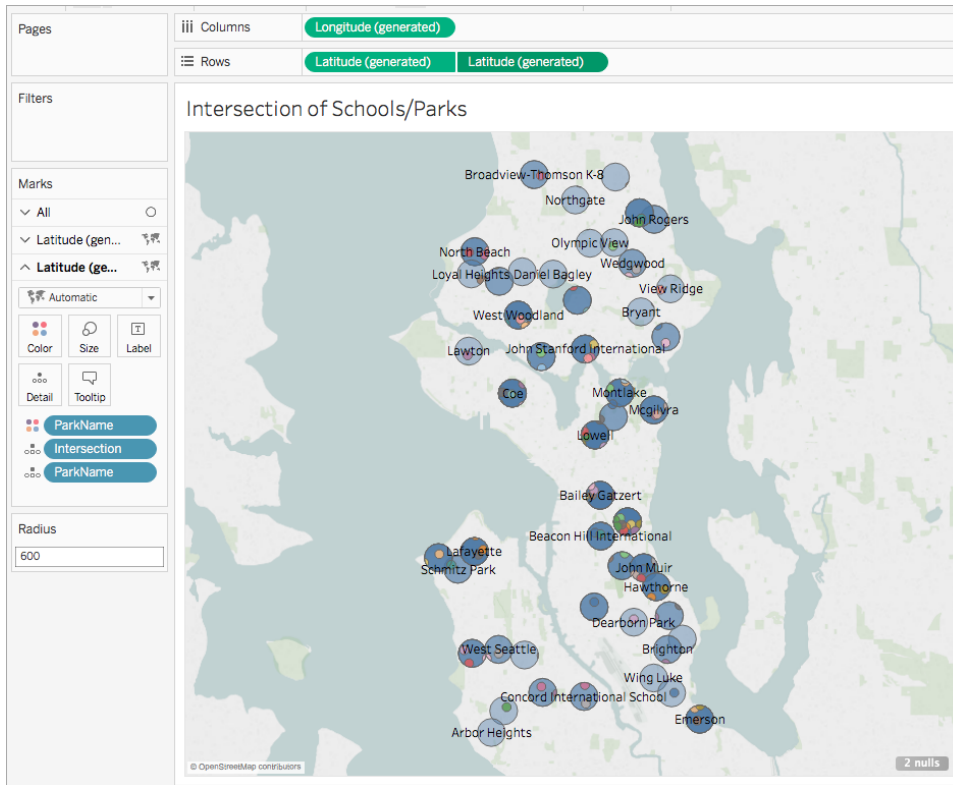 Pages
Columns
Longitude (generated)
Rows
Latitude (generated)
Latitude (generated)
Filters
Marks
All
Latitude (gen...
Latitude (ge...
Automatic
Color
Size
Label
Detail
Tooltip
ParkName
Intersection
ParkName
Radius
600
Intersection of Schools/Parks
Broadview-Thomson K-8
Northgate
John Rogers
Olympic View
North Beach
Wedgwood
Loyal Heights
Daniel Bagley
View Ridge
West Woodland
Bryant
Lawton
John Stanford International
Coe
Montlake
Mcgilvra
Lowell
Bailey Gatzert
Beacon Hill International
Lafayette
Schmitz Park
John Muir
Hawthorne
Dearborn Park
West Seattle
Brighton
Wing Luke
Concord International School
Emerson
Arbor Heights
© OpenStreetMap contributors
2 nulls